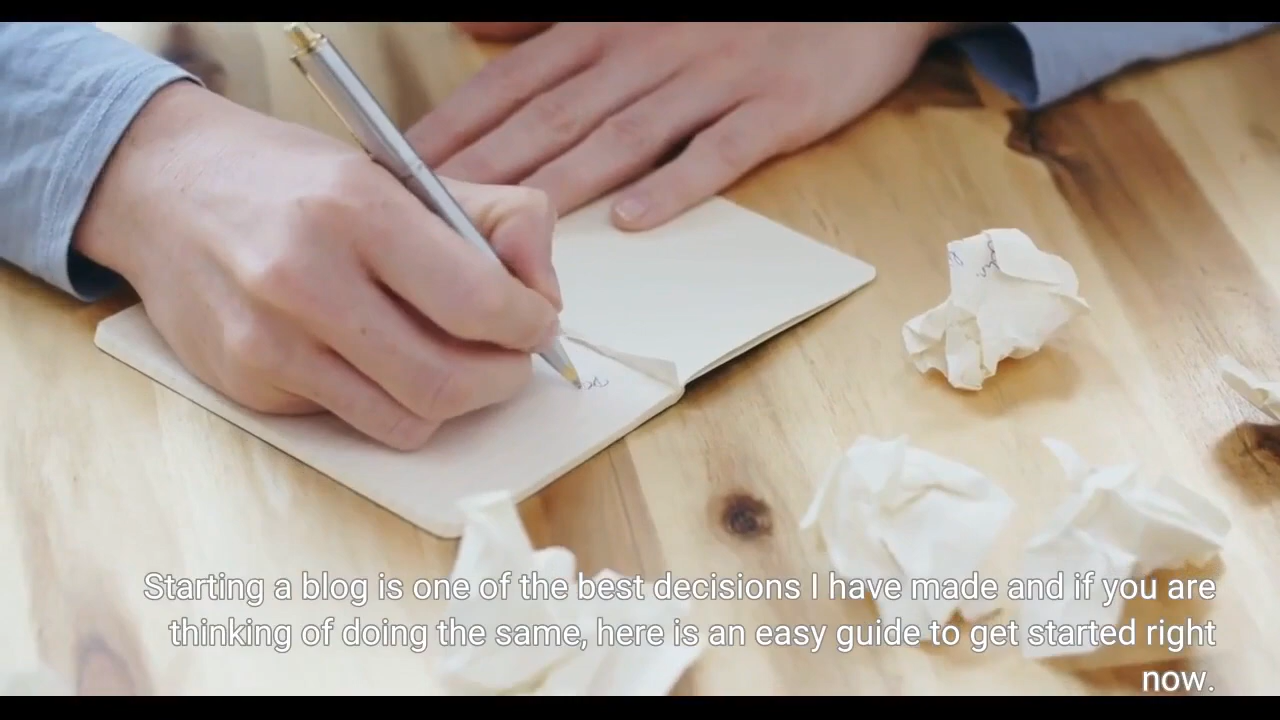 Starting a blog is one of the best decisions I have made and if you are
thinking of doing the same, here is an easy guide to get started right
now.